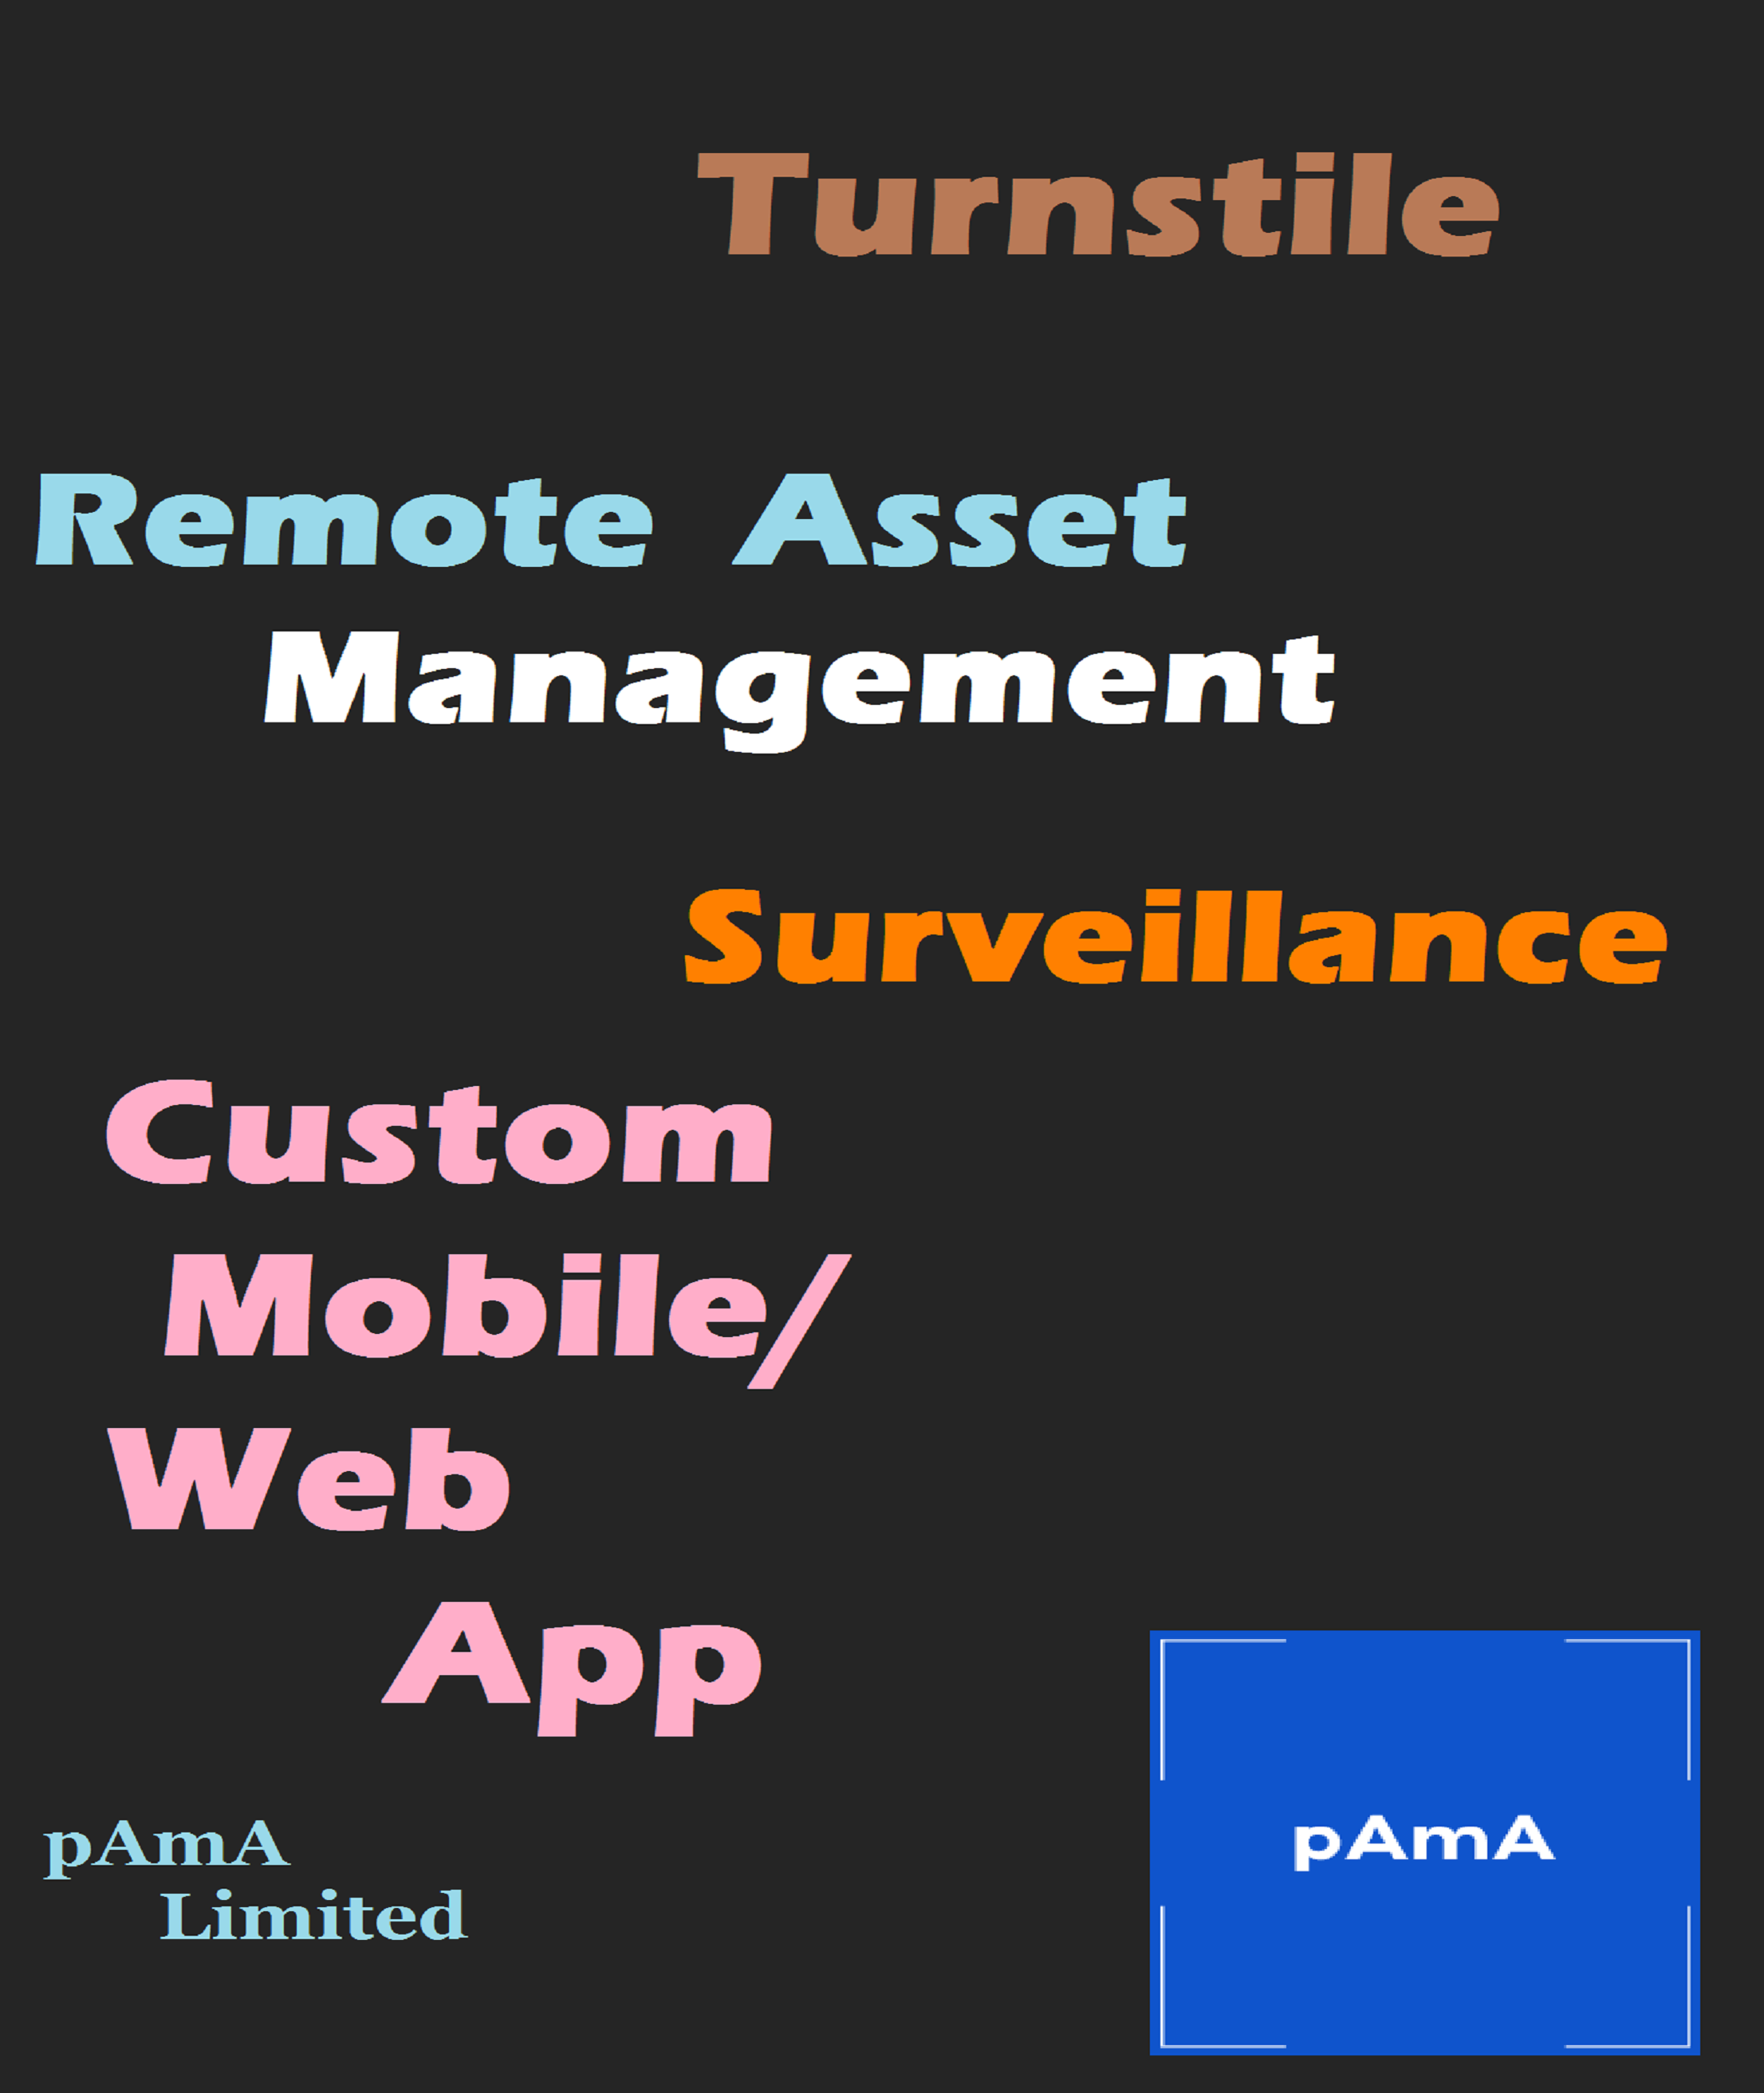 Turnstile
Remote Asset
Management
Surveillance
Custom
Mobile/
Web
App
pAmA
Limited
pAmA